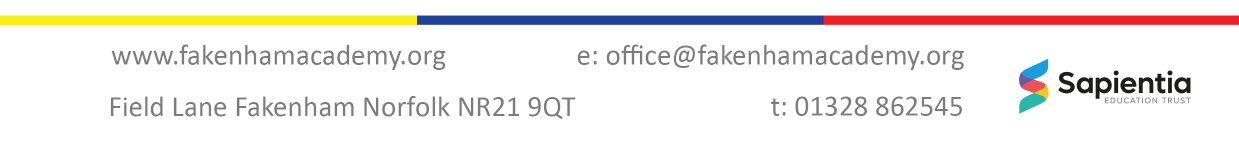 www.fakenhamacademy.org e: office@fakenhamacademy.org
Field Lane Fakenham Norfolk NR21 9QT t: 01328 862545
Sapientia
EDUCATION TRUST